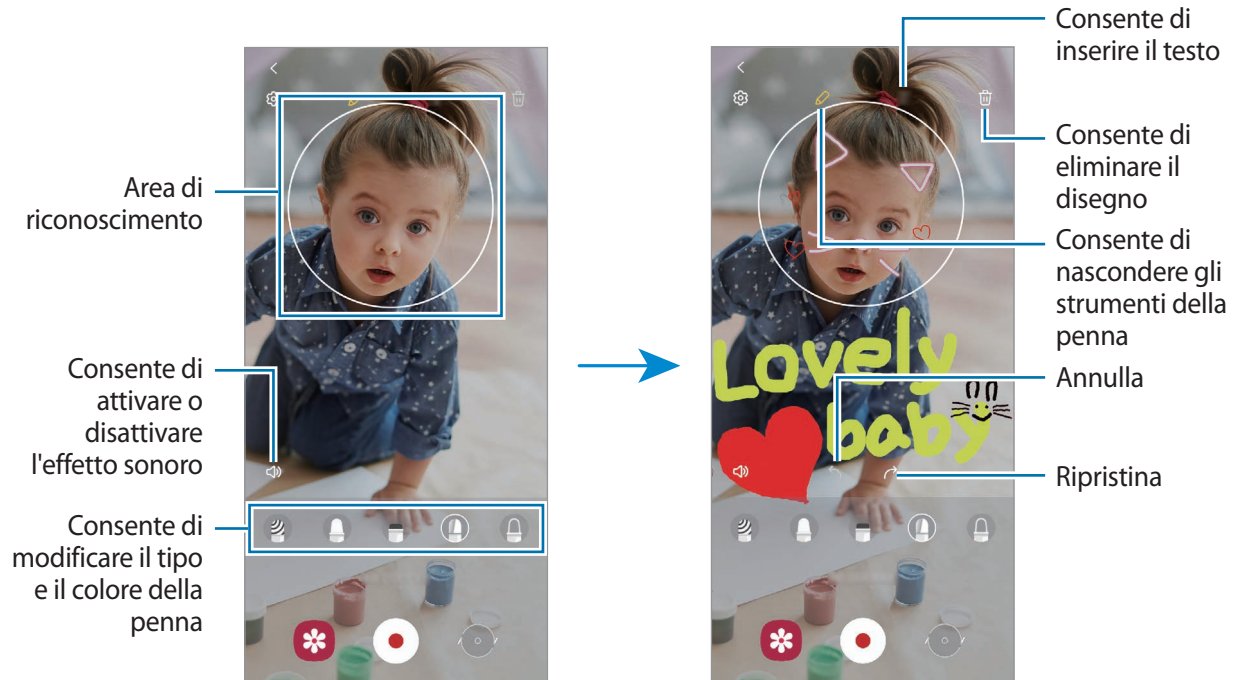 Area di
riconoscimento
Consente di
attivare o
disattivare
l'effetto sonoro
Consente di
modificare il tipo
e il colore della
penna
Lovely
baby
Consente di
inserire il testo
Consente di
eliminare il
disegno
Consente di
nascondere gli
strumenti della
penna
Annulla
Ripristina